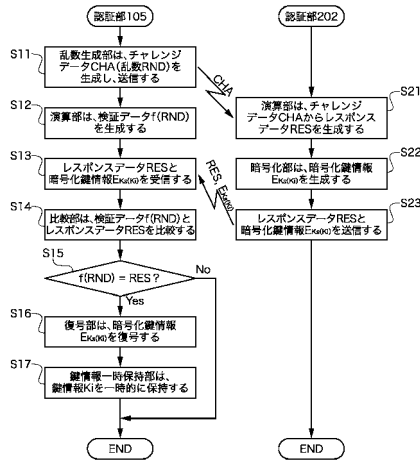 認証部105
S11
乱数生成部は、チャレンジ
データCHA(乱数RND)を
生成し、送信する
S12
演算部は、検証データf(RND)
を生成する
S13
レスポンスデータRESと
暗号化鍵情報EKs(Ki)を受信する
S14
比較部は、検証データf(RND)と
レスポンスデータRESを比較する
S15
f(RND) = RES?
No
Yes
S16
復号部は、暗号化鍵情報
EKs(Ki)を復号する
S17
鍵情報一時保持部は、
鍵情報Kiを一時的に保持する
END
CHA
RES, EKs(Ki)
認証部202
S21
演算部は、チャレンジ
データCHAからレスポンス
データRESを生成する
S22
暗号化部は、暗号化鍵情報
EKs(Ki)を生成する
S23
レスポンスデータRESと
暗号化鍵情報EKs(Ki)を送信する
END